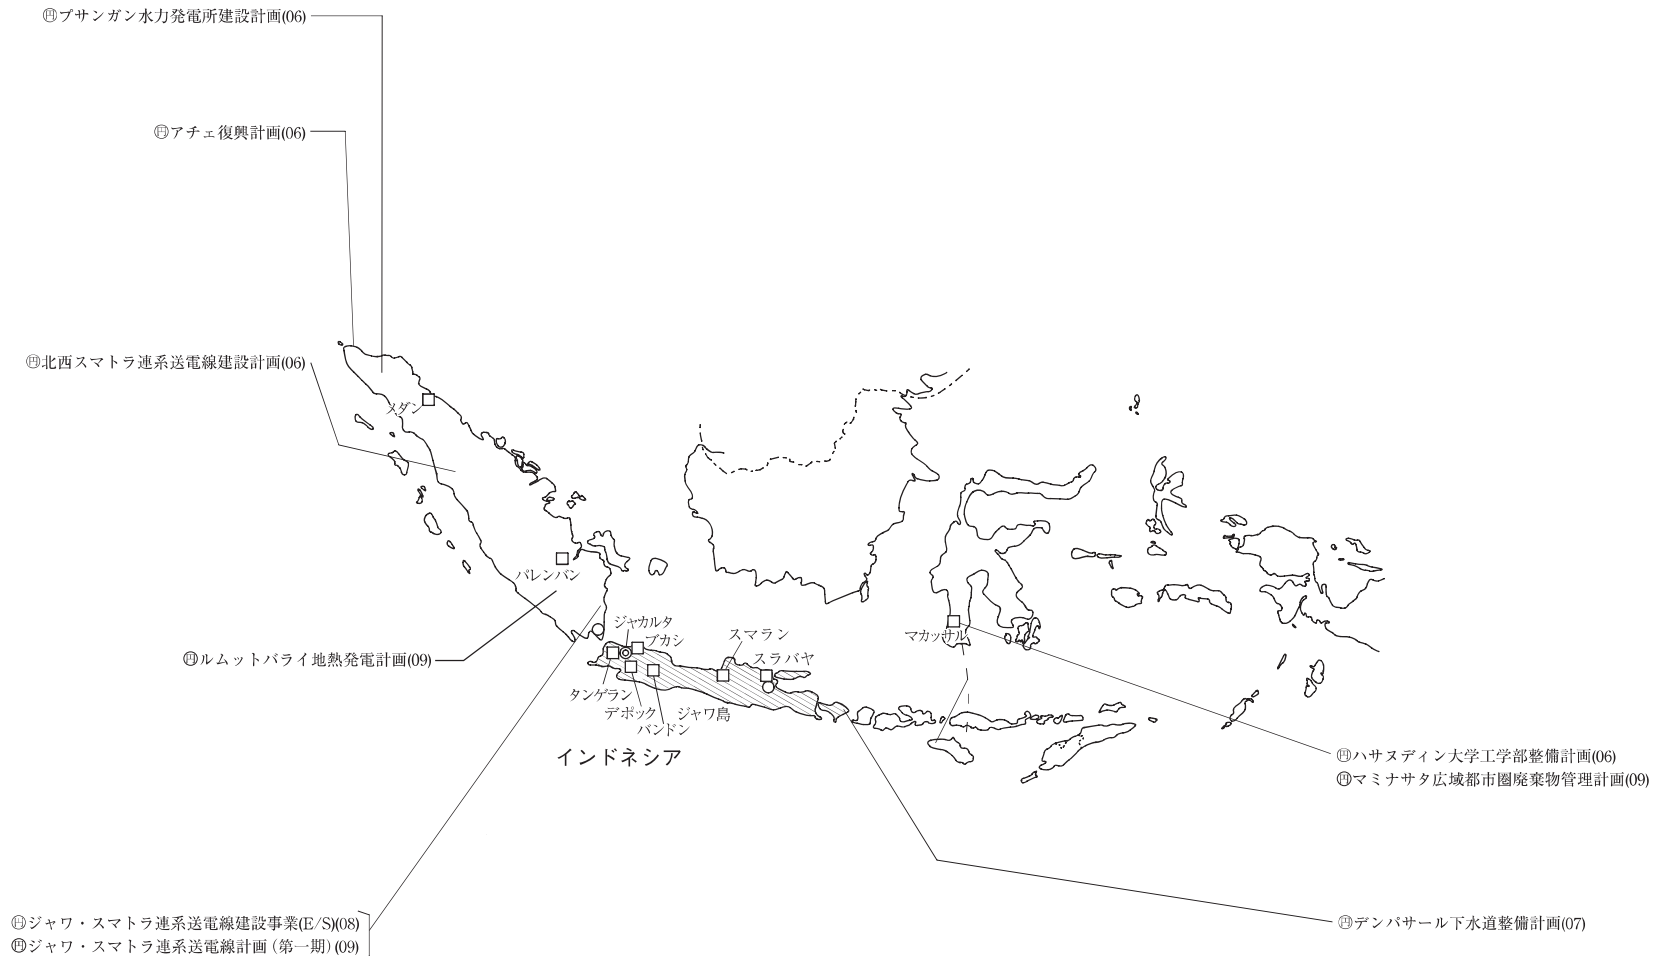 ㊤プサンガン水力発電所建設計画(06)
㊤アチェ復興計画(06)
㊤北西スマトラ連系送電線建設計画(06)
メダン
パレンバン
㊤ルムットバライ地熱発電計画(09)
ジャカルタ
ブカシ
スマラン
スラバヤ
マカッサル
タンゲラン
デポック
ジャワ島
バンドン
インドネシア
円ハサヌディン大学工学部整備計画(06)
円マミナサタ広域都市圏廃棄物管理計画(09)
円ジャワ・スマトラ連系送電線建設事業(E/S)(08)
円ジャワ・スマトラ連系送電線計画(第一期)(09)
円デンパサール下水道整備計画(07)